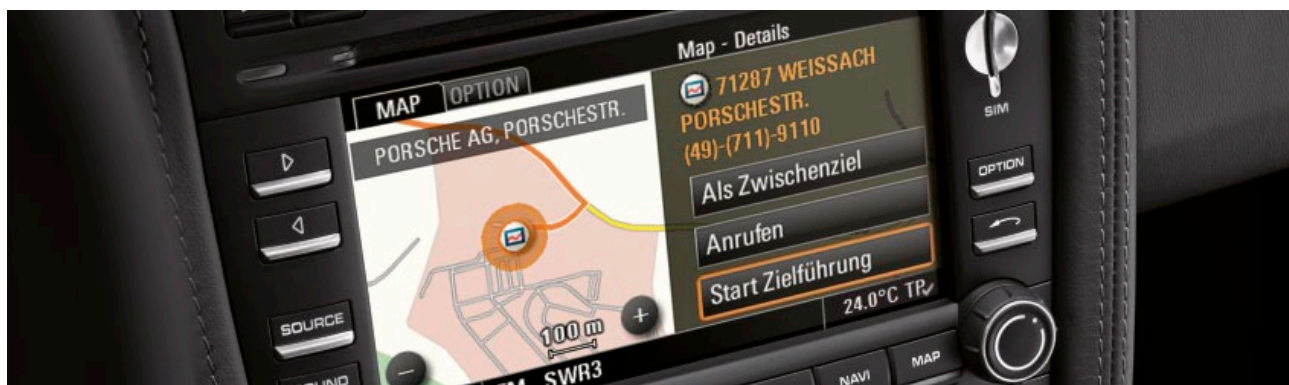 MAP
OPTION
PORSCHE AG, PORSCHESTR.
100 m
+
-
SWR3
Map - Details
71287 WEISSACH
PORSCHESTR.
(49)-(711)-9110
Als Zwischenziel
Anrufen
Start Zielführung
24.0°C TP
SOURCE
SIM
OPTION
NAVI
MAP